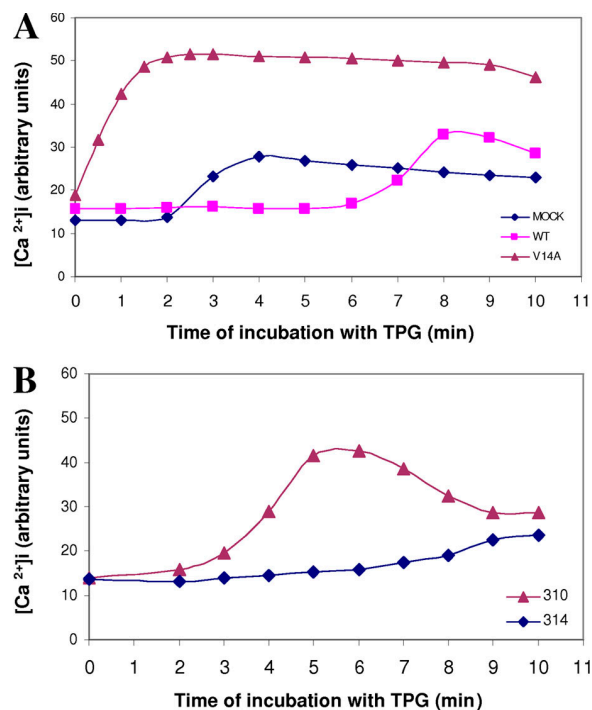 A
60
50
40
30
20
10
0
[Ca 2+]i (arbitrary units)
0 1 2 3 4 5 6 7 8 9 10 11
Time of incubation with TPG (min)
MOCK
WT
V14A
B
60
50
40
30
20
10
0
[Ca 2+]i (arbitrary units)
0 1 2 3 4 5 6 7 8 9 10 11
Time of incubation with TPG (min)
310
314